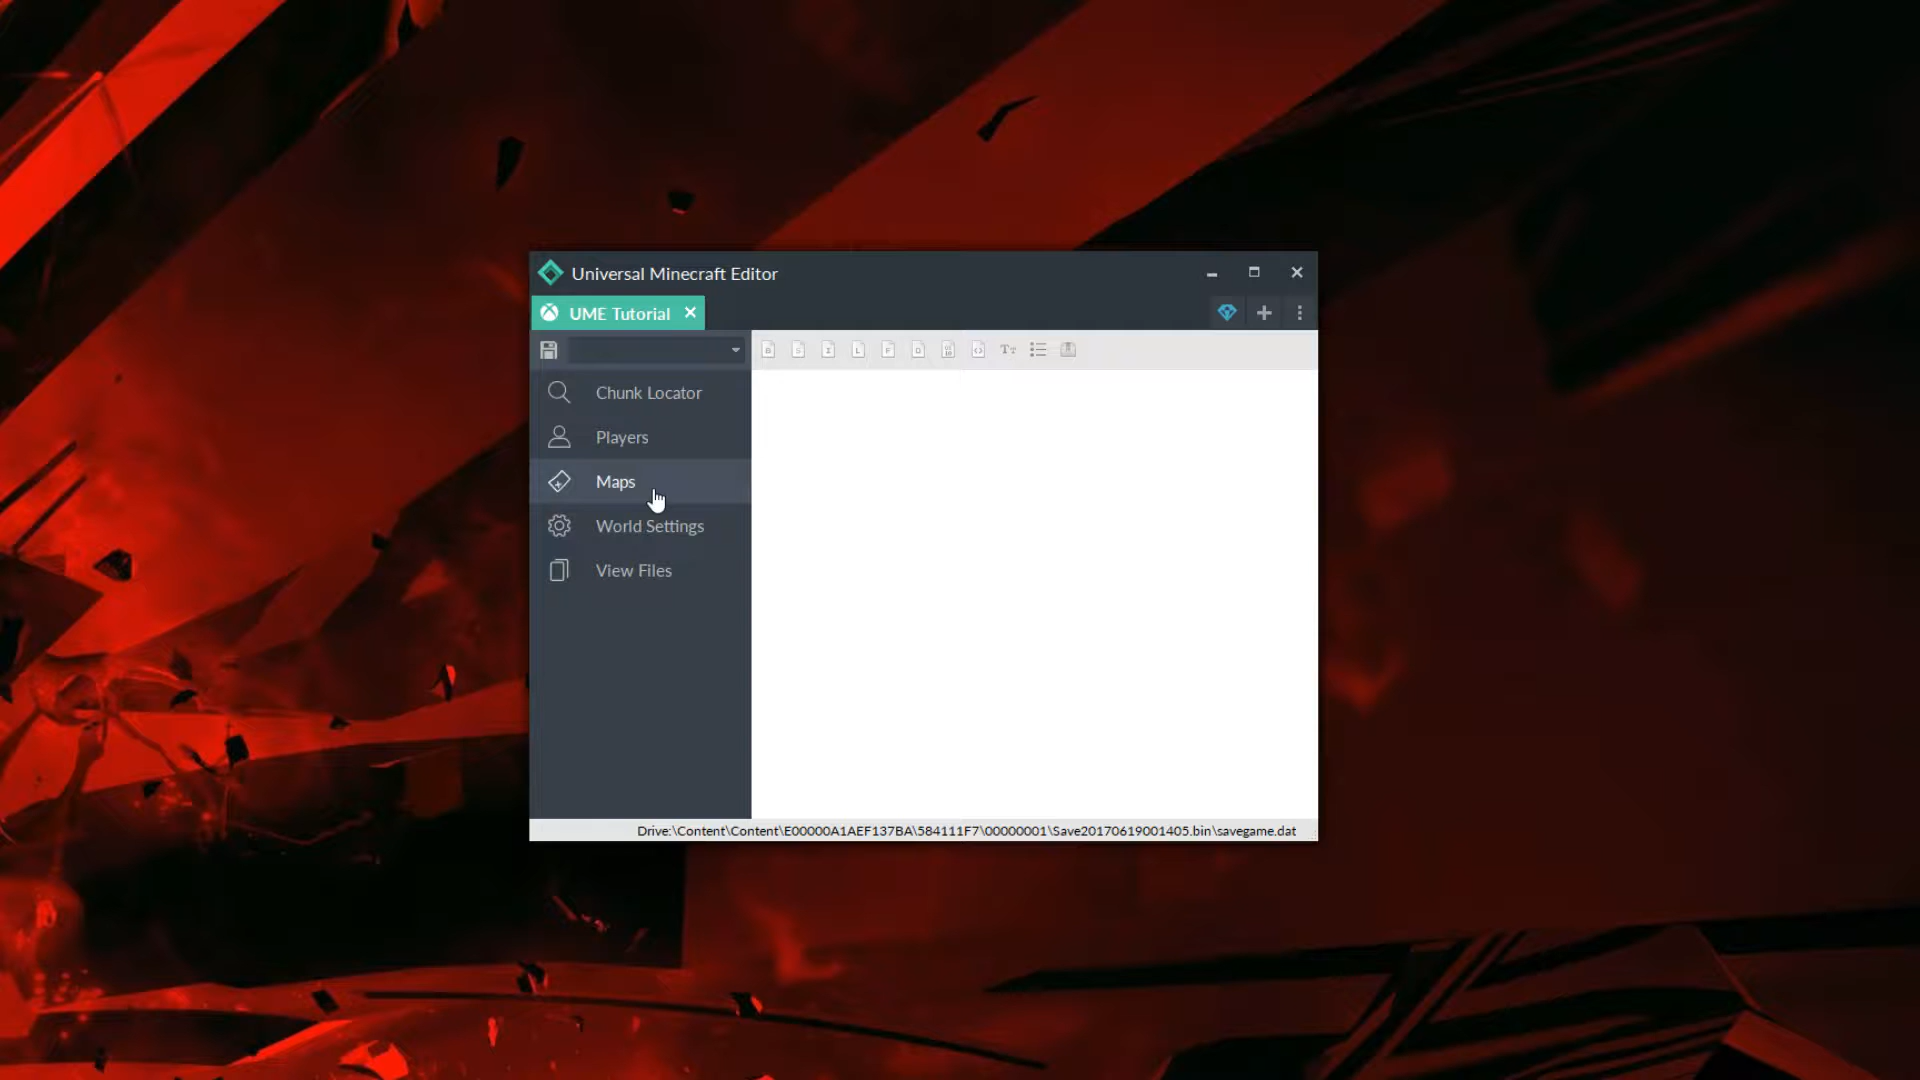 Universal Minecraft Editor
UME Tutorial
Chunk Locator
Players
Maps
World Settings
View Files
Drive:\Content\Content\E00000A1AEF137BA\584111F7\00000001\Save20170619001405.bin\savegame.dat